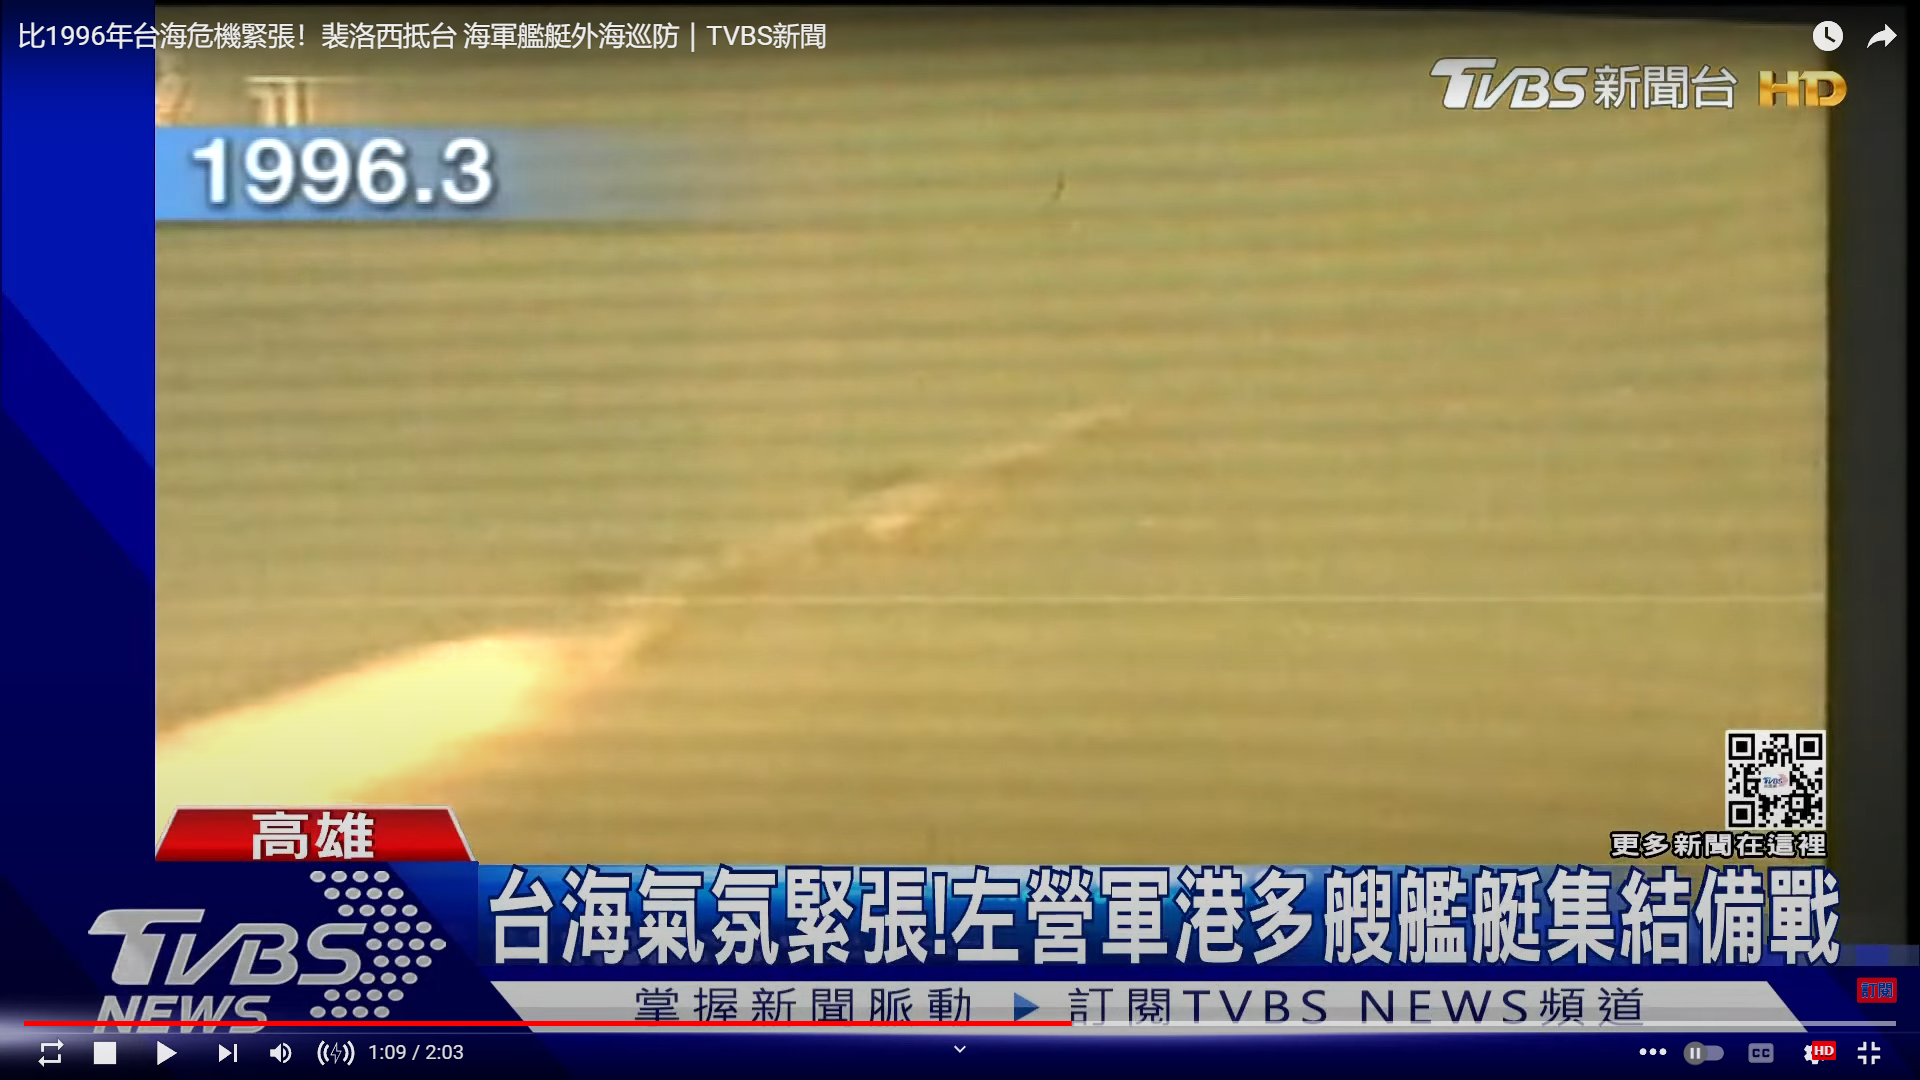 比1996年台海危機緊張！裴洛西抵台 海軍艦艇外海巡防｜TVBS新聞
TVBS新聞台 HD
1996.3
更多新聞在這裡
高雄
台海氣氛緊張!左營軍港多艘艦艇集結備戰
TVBS
NEWS
掌握新聞脈動 ▶ 訂閱TVBS NEWS頻道
訂閱
1:09 / 2:03
CC
HD